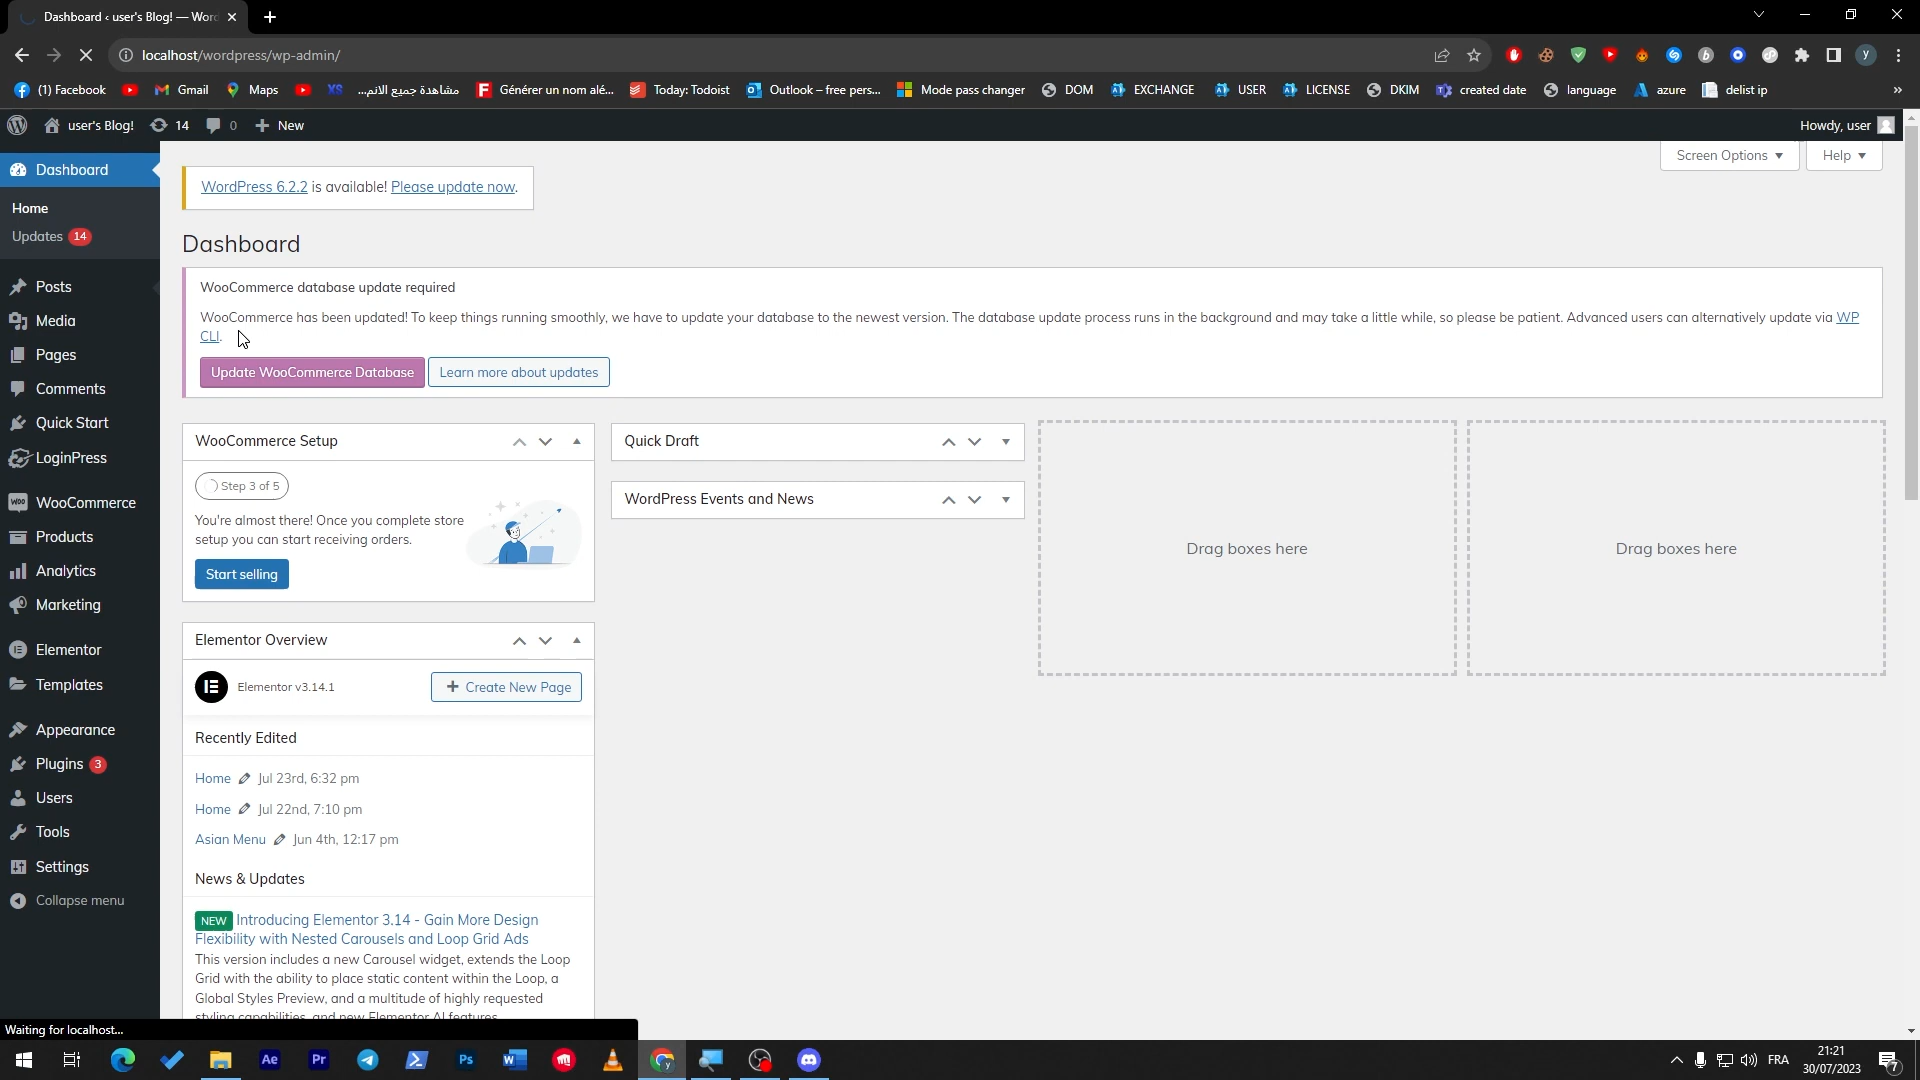 Dashboard ‹ user's Blog! — Word
localhost/wordpress/wp-admin/
y
(1) Facebook
Gmail
Maps
YS
مشاهدة جميع الانم...
Générer un nom alé...
Today: Todoist
Outlook – free pers...
Mode pass changer
DOM
EXCHANGE
USER
LICENSE
DKIM
created date
language
azure
delist ip
»
user's Blog!
14
0
New
Howdy, user
Dashboard
Home
Updates 14
Posts
Media
Pages
Comments
Quick Start
LoginPress
WooCommerce
Products
Analytics
Marketing
Elementor
Templates
Appearance
Plugins 3
Users
Tools
Settings
Collapse menu
Screen Options
Help
WordPress 6.2.2 is available! Please update now.
Dashboard
WooCommerce database update required
WooCommerce has been updated! To keep things running smoothly, we have to update your database to the newest version. The database update process runs in the background and may take a little while, so please be patient. Advanced users can alternatively update via WP
CLI.
Update WooCommerce Database
Learn more about updates
WooCommerce Setup
Step 3 of 5
You're almost there! Once you complete store
setup you can start receiving orders.
Start selling
Quick Draft
WordPress Events and News
Drag boxes here
Drag boxes here
Elementor Overview
Elementor v3.14.1
Create New Page
Recently Edited
Home Jul 23rd, 6:32 pm
Home Jul 22nd, 7:10 pm
Asian Menu Jun 4th, 12:17 pm
News & Updates
NEW Introducing Elementor 3.14 - Gain More Design
Flexibility with Nested Carousels and Loop Grid Ads
This version includes a new Carousel widget, extends the Loop
Grid with the ability to place static content within the Loop, a
Global Styles Preview, and a multitude of highly requested
styling capabilities, and new Elementor AI features.
Waiting for localhost...
Ae
Pr
Ps
FRA
21:21
30/07/2023
7